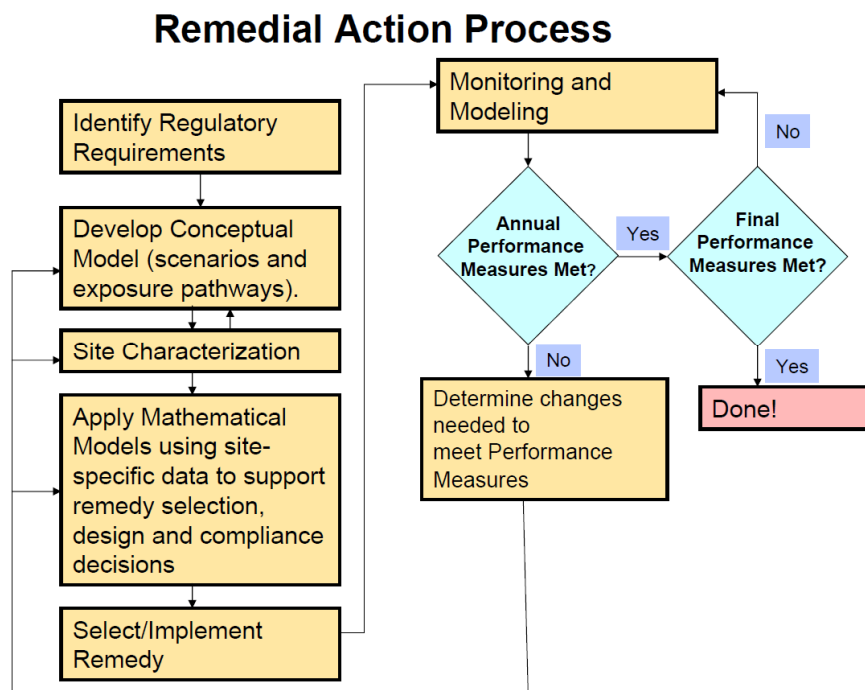 Remedial Action Process
Identify Regulatory
Requirements
Develop Conceptual
Model (scenarios and
exposure pathways).
Site Characterization
Apply Mathematical
Models using site-
specific data to support
remedy selection,
design and compliance
decisions
Select/Implement
Remedy
Monitoring and
Modeling
Annual
Performance
Measures Met?
Yes
Final
Performance
Measures Met?
No
No
Yes
Determine changes
needed to
meet Performance
Measures
Done!